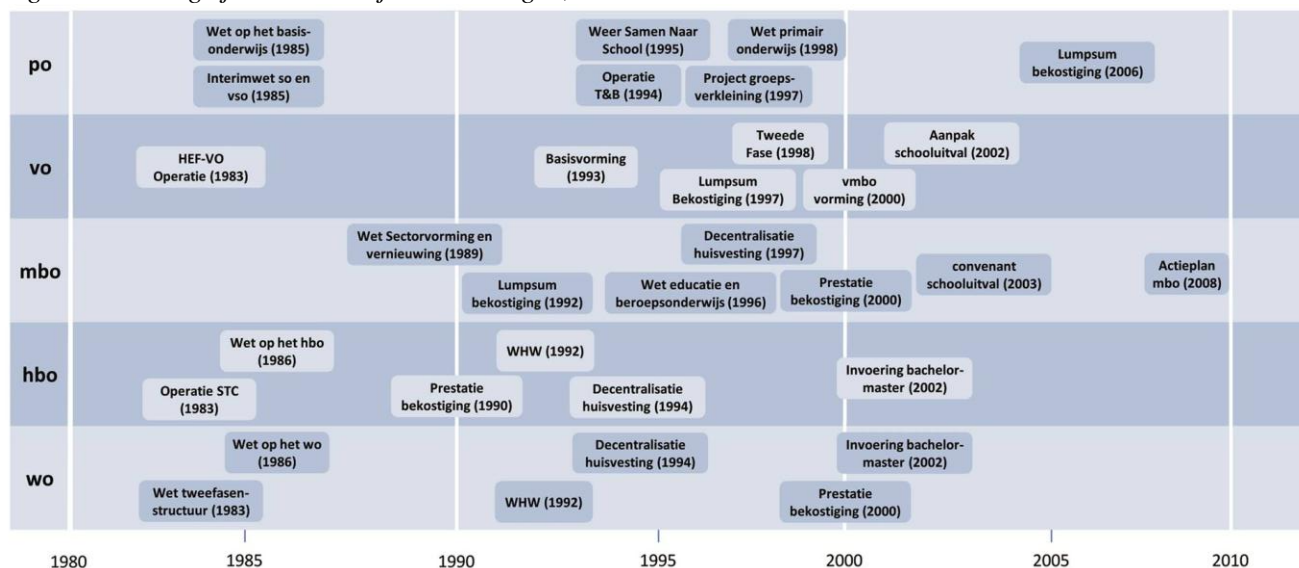 po
Wet op het basis-
onderwijs (1985)
Weer Samen Naar
School (1995)
Wet primair
onderwijs (1998)
Lumpsum
bekostiging (2006)
Interimwet so en
vso (1985)
Operatie
T&B (1994)
Project groeps-
verkleining (1997)
vo
HEF-VO
Operatie (1983)
Basisvorming
(1993)
Tweede
Fase (1998)
Aanpak
schooluitval (2002)
Lumpsum
Bekostiging (1997)
vmbo
vorming (2000)
mbo
Wet Sectorvorming en
vernieuwing (1989)
Decentralisatie
huisvesting (1997)
Lumpsum
bekostiging (1992)
Wet educatie en
beroepsonderwijs (1996)
Prestatie
bekostiging (2000)
convenant
schooluitval (2003)
Actieplan
mbo (2008)
hbo
Wet op het hbo
(1986)
WHW (1992)
Operatie STC
(1983)
Prestatie
bekostiging (1990)
Decentralisatie
huisvesting (1994)
Invoering bachelor-
master (2002)
wo
Wet op het wo
(1986)
Decentralisatie
huisvesting (1994)
Invoering bachelor-
master (2002)
Wet tweefasen-
structuur (1983)
WHW (1992)
Prestatie
bekostiging (2000)
1980 1985 1990 1995 2000 2005 2010